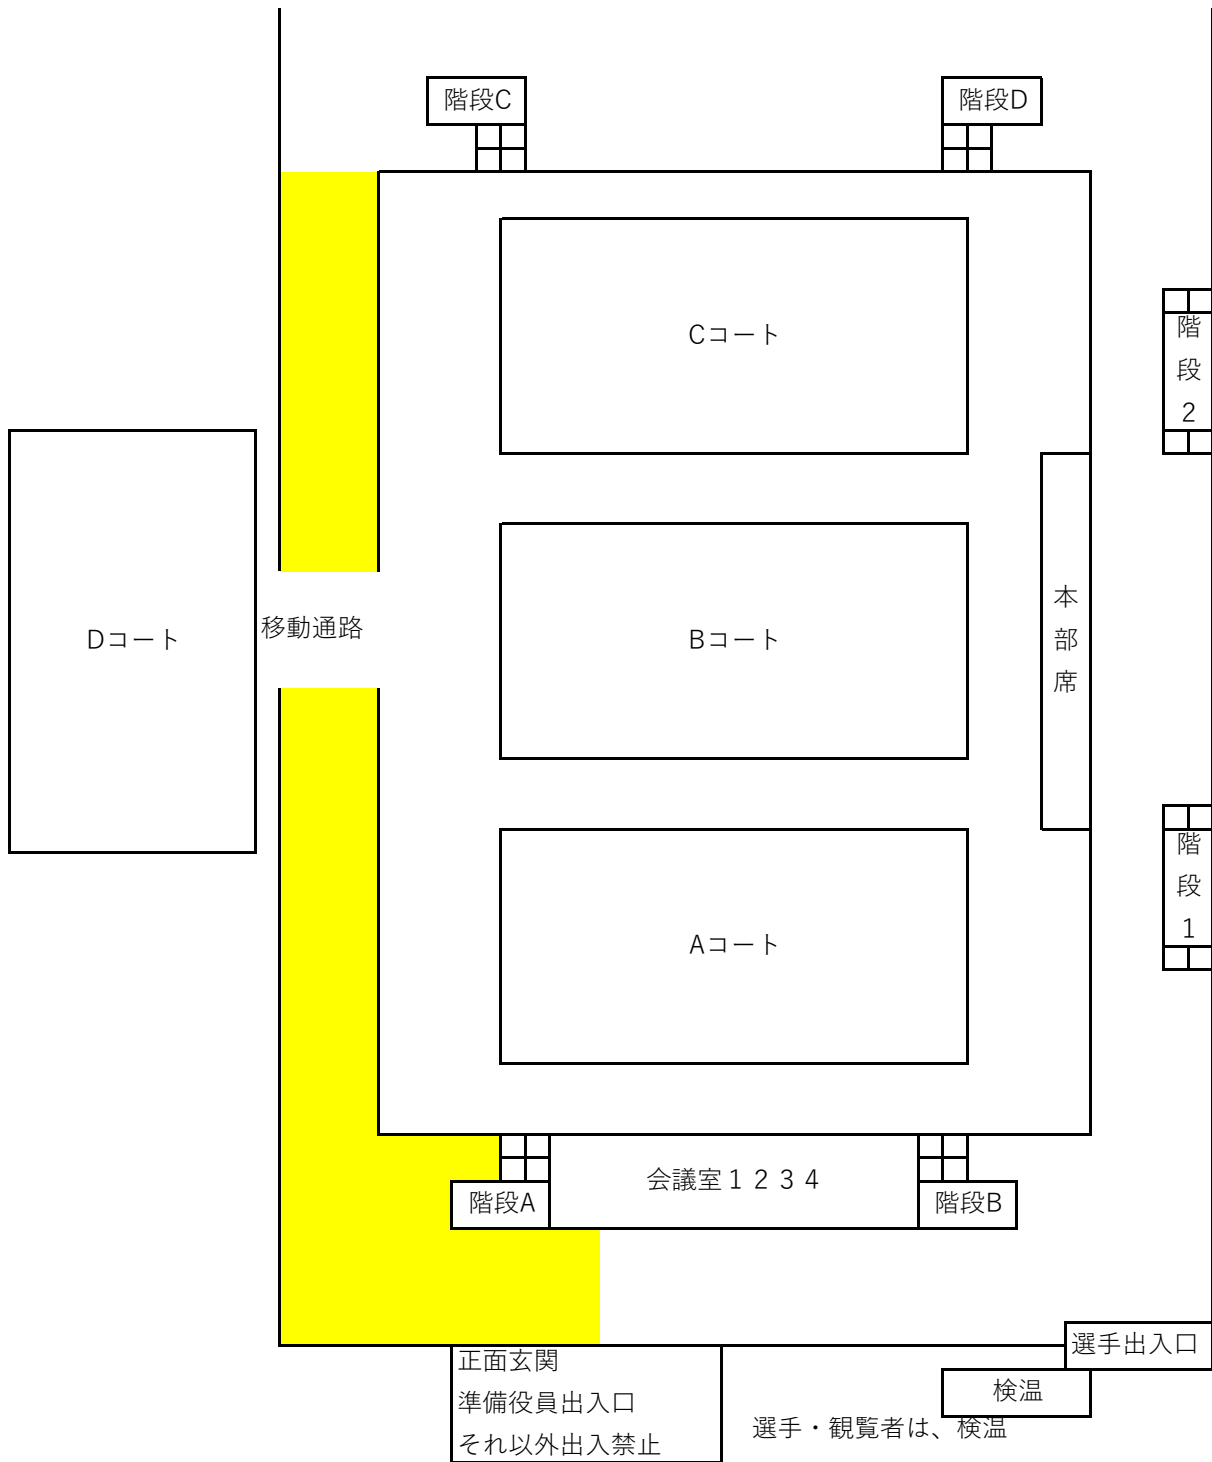 階段C
階段D
Cコート
階段2
Dコート
移動通路
Bコート
本部席
階段1
Aコート
会議室１２３４
階段A
階段B
選手出入口
正面玄関
準備役員出入口
それ以外出入禁止
検温
選手・観覧者は、検温